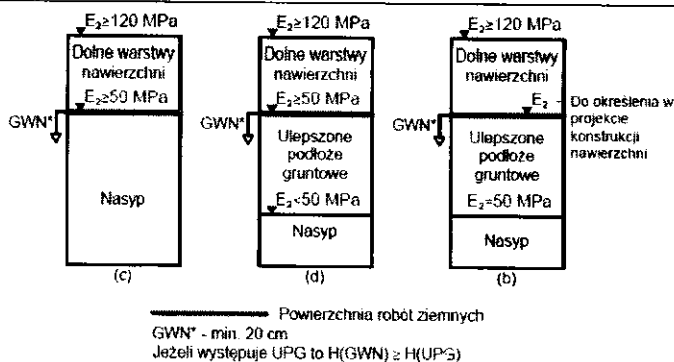 E₂≥120 MPa
Dolne warstwy
nawierzchni
E₂≥50 MPa
GWN*
Nasyp
(c)
E₂≥120 MPa
Dolne warstwy
nawierzchni
E₂≥50 MPa
GWN*
Ulepszone
podłoże
gruntowe
E₂<50 MPa
Nasyp
(d)
E₂≥120 MPa
Dolne warstwy
nawierzchni
E₂ - Do określenia w
projekcie
konstrukcji
nawierzchni
GWN*
Ulepszone
podłoże
gruntowe
E₂=50 MPa
Nasyp
(b)
Powierzchnia robót ziemnych
GWN* - min. 20 cm
Jeżeli występuje UPG to H(GWN) ≥ H(UPG)